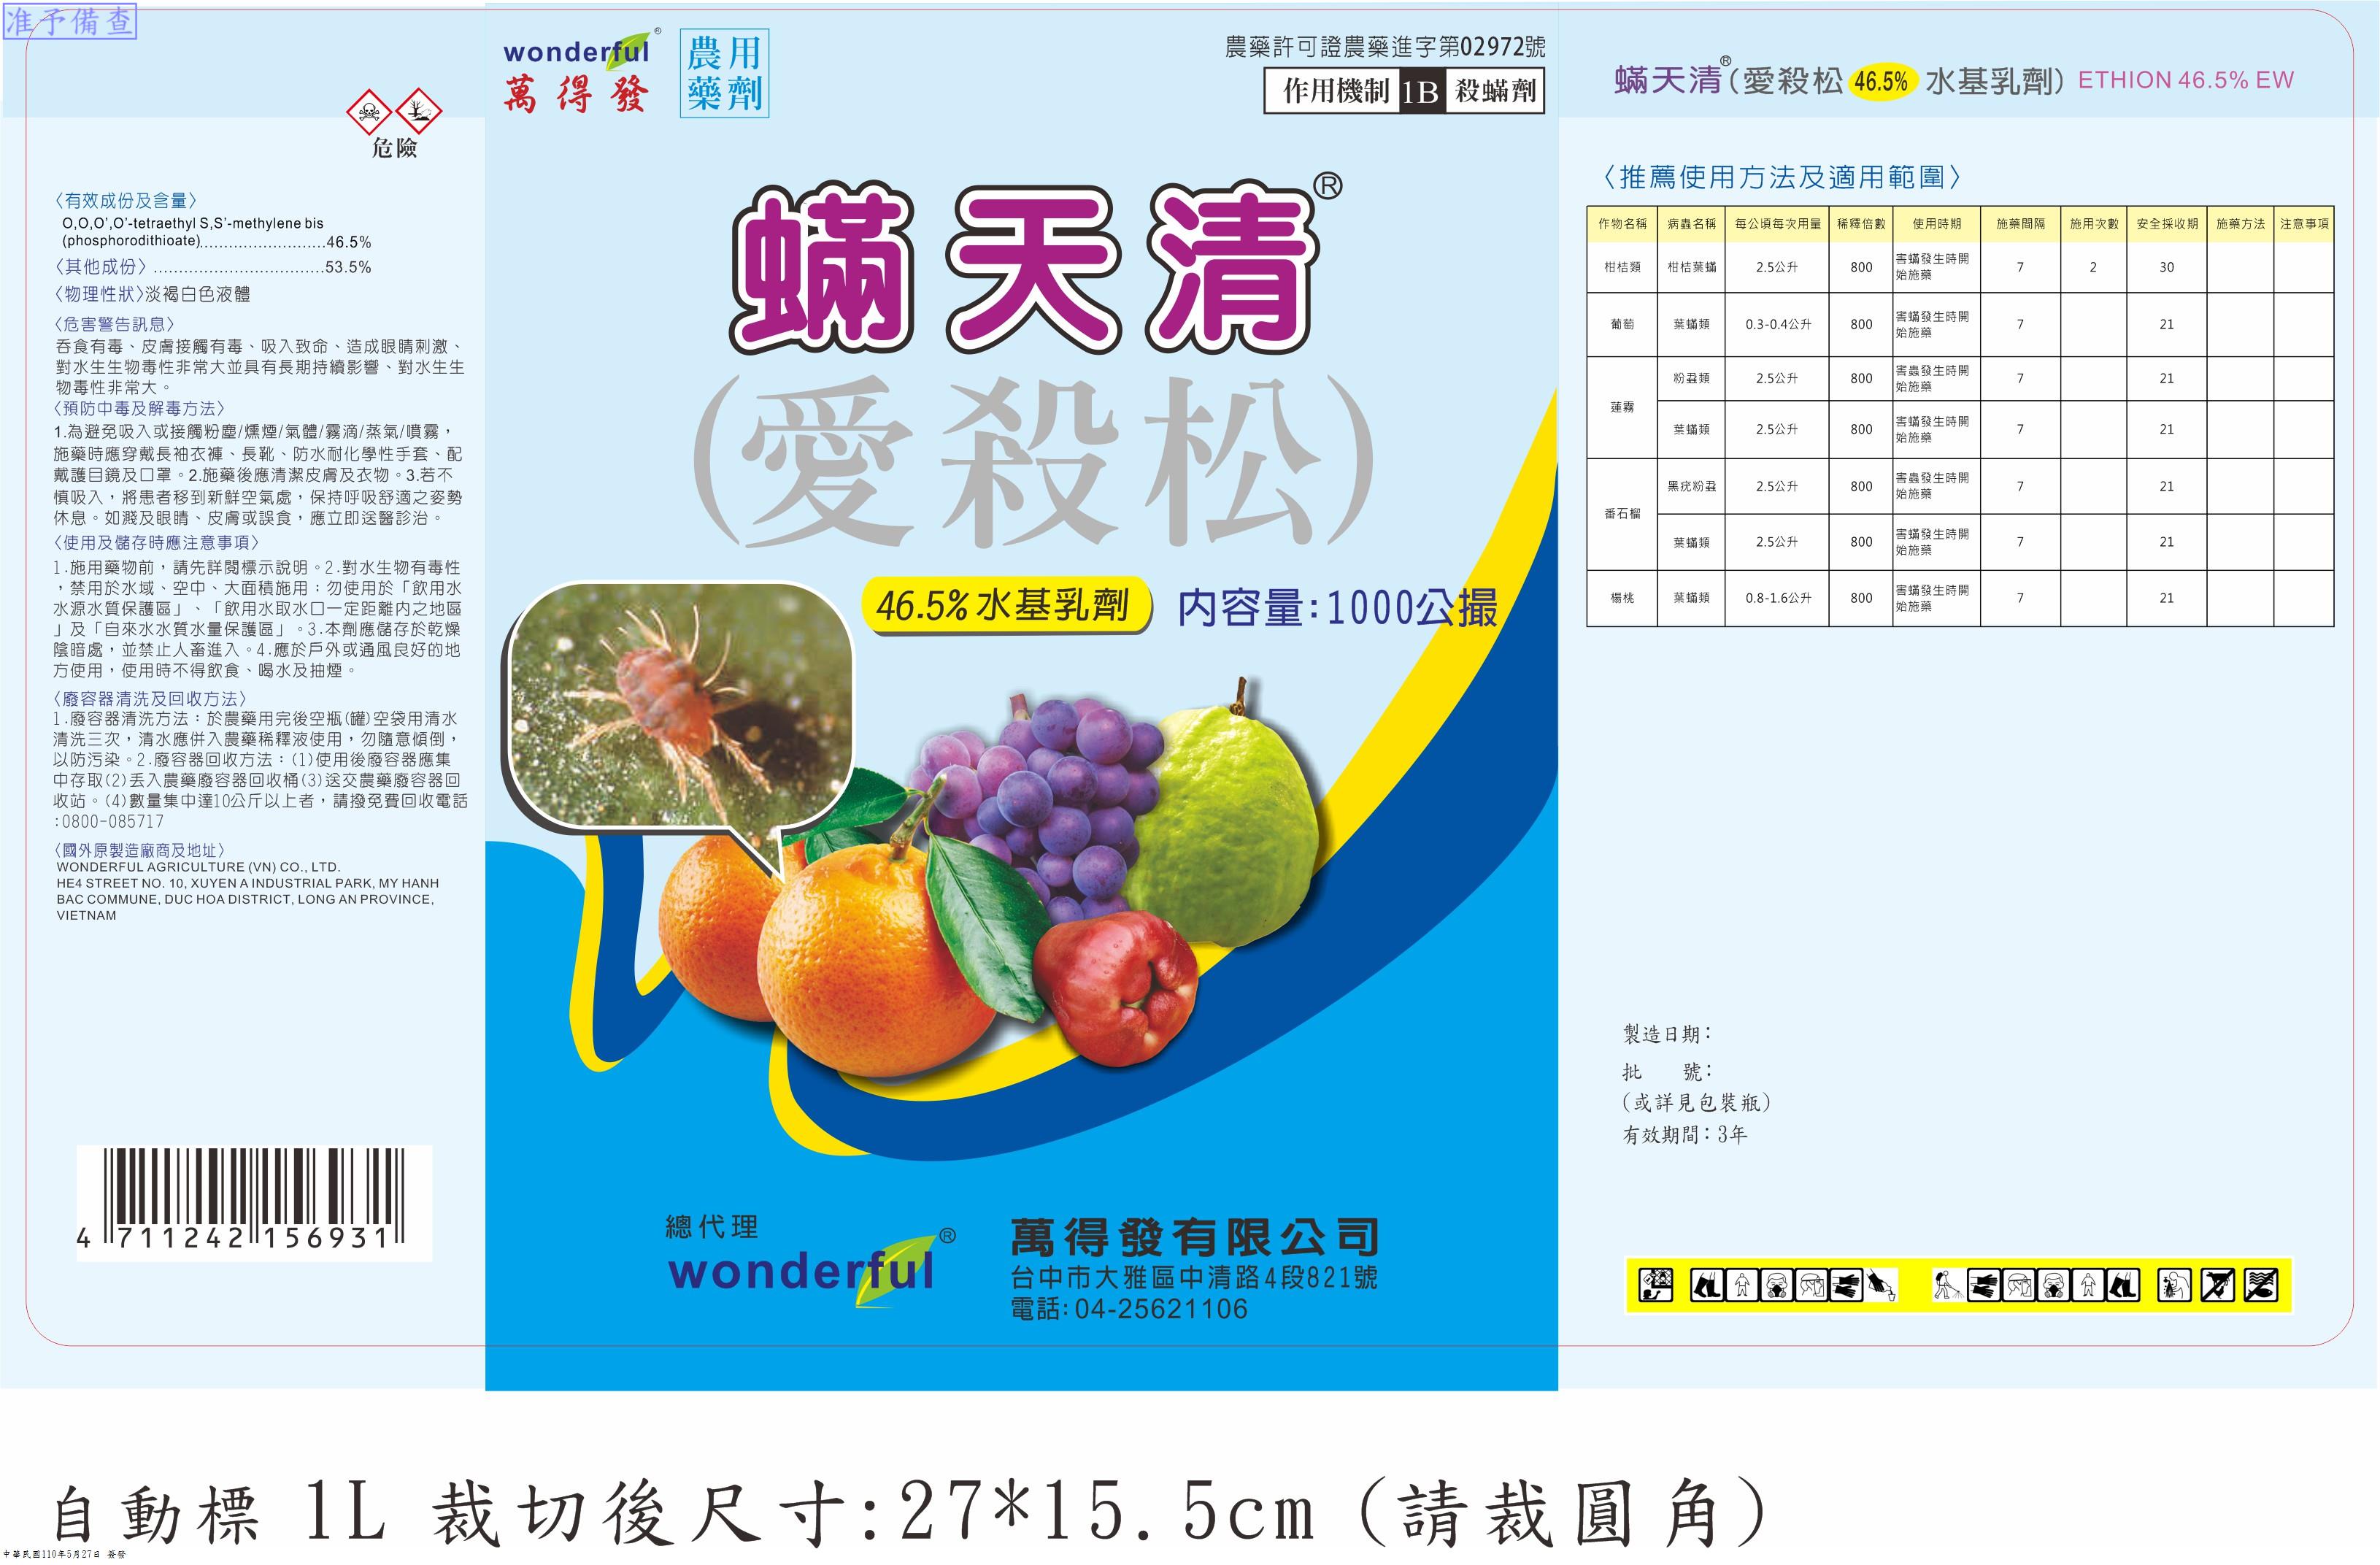 准予備查
危險
〈有效成份及含量〉
O,O,O',O'-tetraethyl S,S'-methylene bis
(phosphorodithioate)..........................46.5%
〈其他成份〉..................................53.5%
〈物理性狀〉淡褐白色液體
〈危害警告訊息〉
吞食有毒、皮膚接觸有毒、吸入致命、造成眼睛刺激、
對水生生物毒性非常大並具有長期持續影響、對水生生
物毒性非常大。
〈預防中毒及解毒方法〉
1.為避免吸入或接觸粉塵/燻煙/氣體/霧滴/蒸氣/噴霧，
施藥時應穿戴長袖衣褲、長靴、防水耐化學性手套、配
戴護目鏡及口罩。2.施藥後應清潔皮膚及衣物。3.若不
慎吸入，將患者移到新鮮空氣處，保持呼吸舒適之姿勢
休息。如濺及眼睛、皮膚或誤食，應立即送醫診治。
〈使用及儲存時應注意事項〉
1.施用藥物前，請先詳閱標示說明。2.對水生物有毒性
，禁用於水域、空中、大面積施用：勿使用於「飲用水
水源水質保護區」、「飲用水取水口一定距離內之地區
」及「自來水水質水量保護區」。3.本劑應儲存於乾燥
陰暗處，並禁止人畜進入。4.應於戶外或通風良好的地
方使用，使用時不得飲食、喝水及抽煙。
〈廢容器清洗及回收方法〉
1.廢容器清洗方法：於農藥用完後空瓶(罐)空袋用清水
清洗三次，清水應併入農藥稀釋液使用，勿隨意傾倒，
以防污染。2.廢容器回收方法：(1)使用後廢容器應集
中存取(2)丟入農藥廢容器回收桶(3)送交農藥廢容器回
收站。(4)數量集中達10公斤以上者，請撥免費回收電話
:0800-085717
〈國外原製造廠商及地址〉
WONDERFUL AGRICULTURE (VN) CO., LTD.
HE4 STREET NO. 10, XUYEN A INDUSTRIAL PARK, MY HANH
BAC COMMUNE, DUC HOA DISTRICT, LONG AN PROVINCE,
VIETNAM
4 711242 156931
wonderful®
萬得發
農用
藥劑
農藥許可證農藥進字第02972號
作用機制 1B 殺蟎劑
蟎天清®
(愛殺松)
46.5%水基乳劑 內容量:1000公撮
總代理
wonderful®
萬得發有限公司
台中市大雅區中清路4段821號
電話:04-25621106
蟎天清®(愛殺松 46.5% 水基乳劑) ETHION 46.5% EW
〈推薦使用方法及適用範圍〉
作物名稱 病蟲名稱 每公頃每次用量 稀釋倍數 使用時期 施藥間隔 施用次數 安全採收期 施藥方法 注意事項
柑桔類 柑桔葉蟎 2.5公升 800 害蟎發生時開始施藥 7 2 30
葡萄 葉蟎類 0.3-0.4公升 800 害蟎發生時開始施藥 7 21
蓮霧 粉蝨類 2.5公升 800 害蟲發生時開始施藥 7 21
葉蟎類 2.5公升 800 害蟎發生時開始施藥 7 21
番石榴 黑疣粉蝨 2.5公升 800 害蟲發生時開始施藥 7 21
葉蟎類 2.5公升 800 害蟎發生時開始施藥 7 21
楊桃 葉蟎類 0.8-1.6公升 800 害蟎發生時開始施藥 7 21
製造日期:
批 號:
(或詳見包裝瓶)
有效期間:3年
自動標 1L 裁切後尺寸:27*15.5cm (請裁圓角)
中華民國110年5月27日 簽發